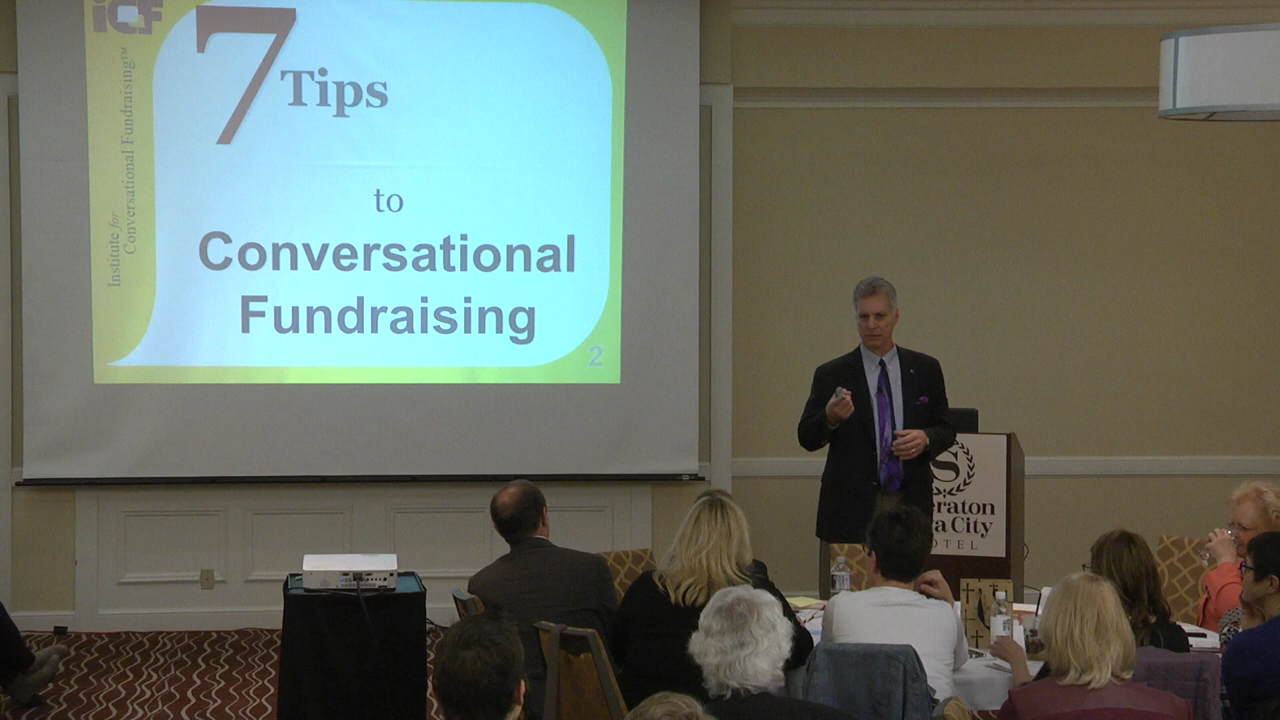 iCF
Institute for
Conversational Fundraising™
7
Tips
to
Conversational
Fundraising
2
S
eraton
a City
OTEL